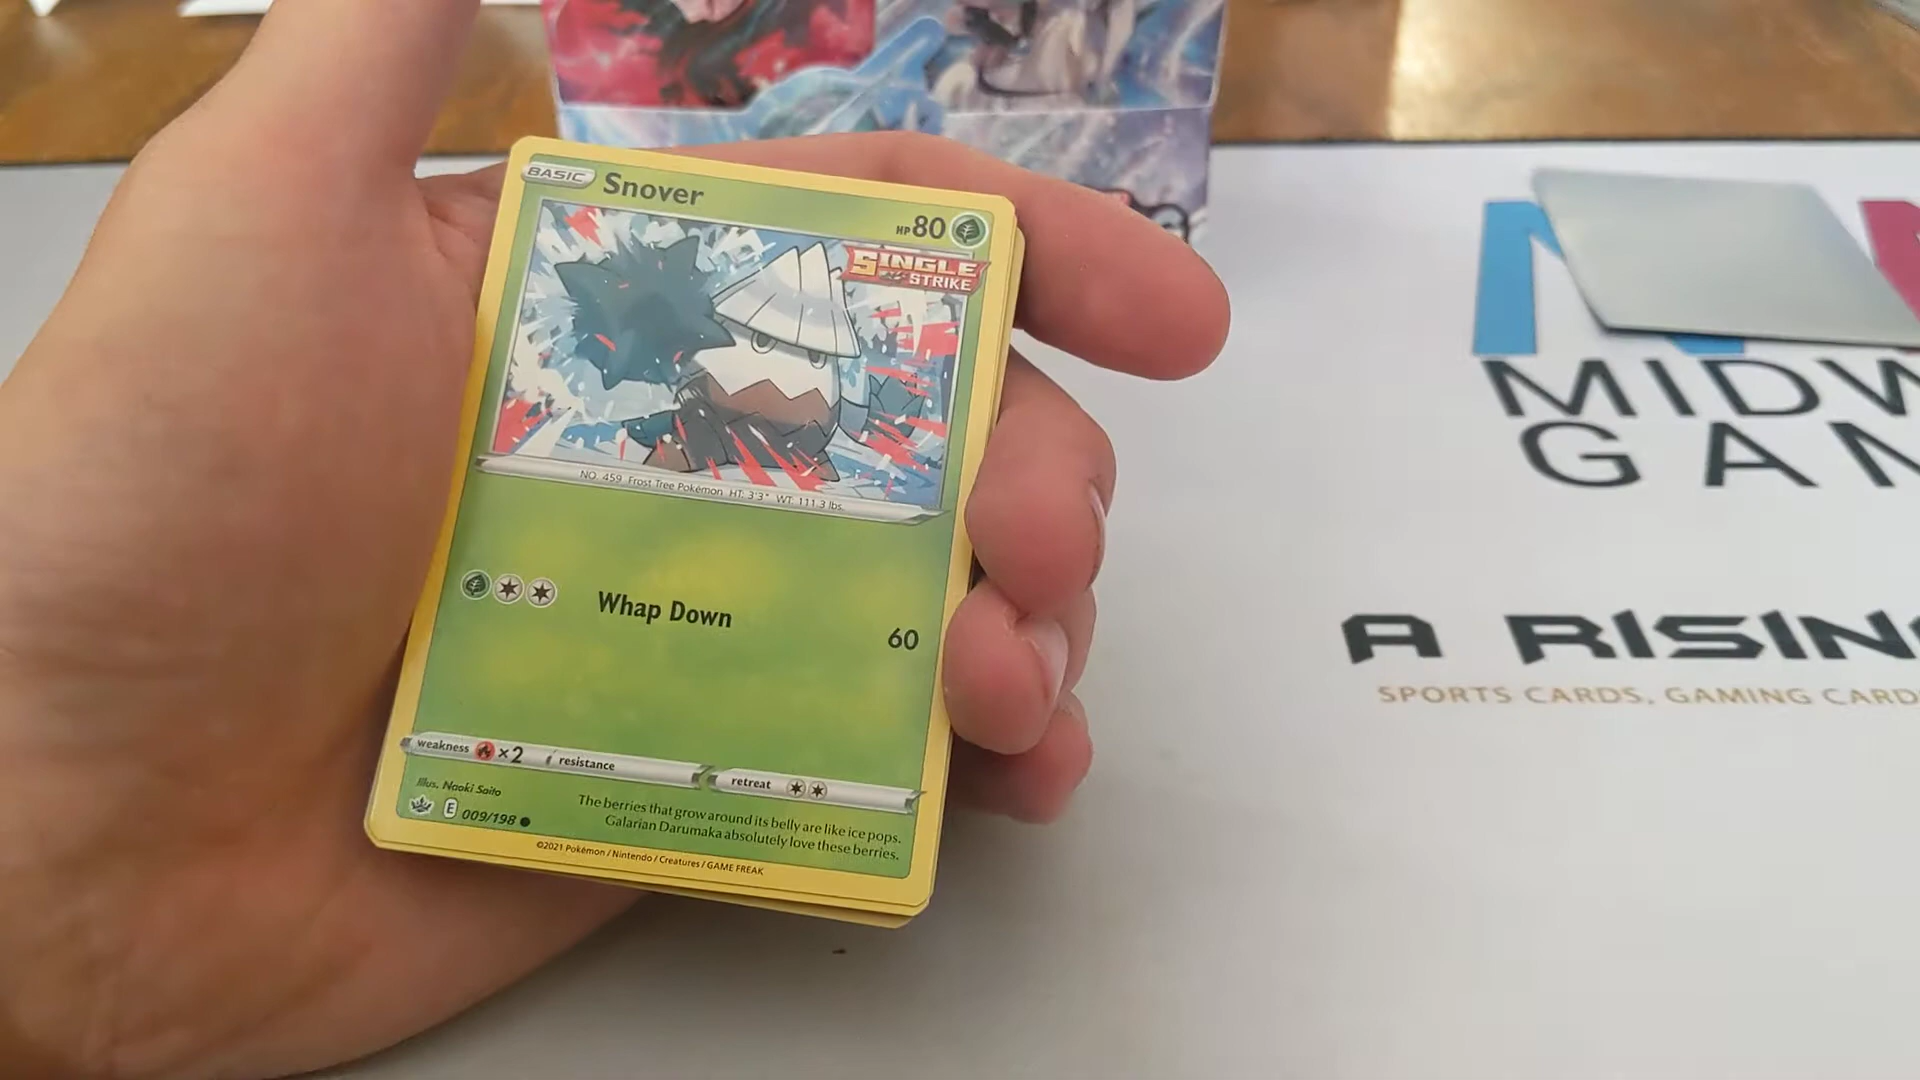 BASIC Snover HP 80
SINGLE
STRIKE
NO. 459 Frost Tree Pokémon HT: 3'3" WT: 111.3 lbs.
Whap Down 60
weakness ×2 resistance retreat
Illus. Naoki Saito
E 009/198
The berries that grow around its belly are like ice pops.
Galarian Darumaka absolutely love these berries.
©2021 Pokémon / Nintendo / Creatures / GAME FREAK
MIDW
GAM
A RISING
SPORTS CARDS, GAMING CARD